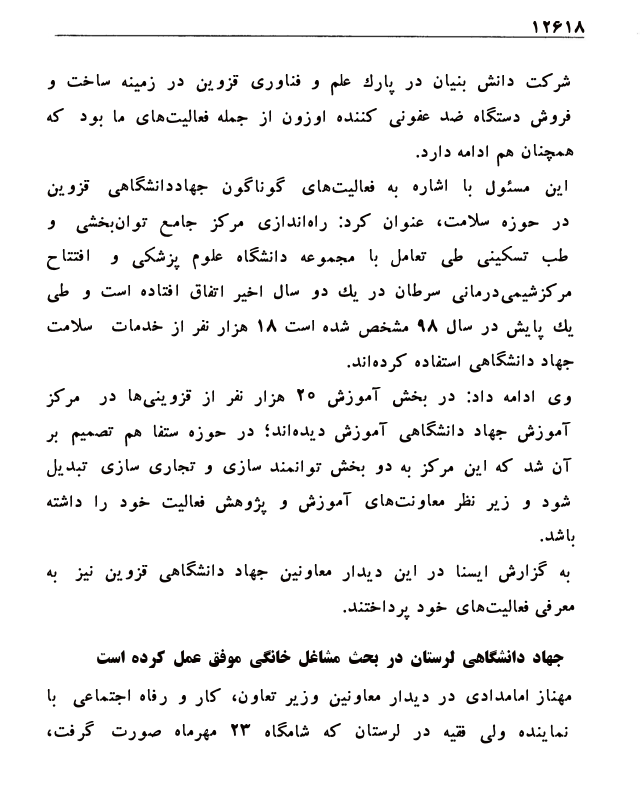 ۱۲۶۱۸
شرکت دانش بنیان در پارك علم و فناوری قزوین در زمینه ساخت و
فروش دستگاه ضد عفونی کننده اوزون از جمله فعالیت‌های ما بود که
همچنان هم ادامه دارد.
این مسئول با اشاره به فعالیت‌های گوناگون جهاددانشگاهی قزوین
در حوزه سلامت، عنوان کرد: راه‌اندازی مرکز جامع توان‌بخشی و
طب تسکینی طی تعامل با مجموعه دانشگاه علوم پزشکی و افتتاح
مرکزشیمی‌درمانی سرطان در یك دو سال اخیر اتفاق افتاده است و طی
یك پایش در سال ۹۸ مشخص شده است ۱۸ هزار نفر از خدمات سلامت
جهاد دانشگاهی استفاده کرده‌اند.
وی ادامه داد: در بخش آموزش ۲۰ هزار نفر از قزوینی‌ها در مرکز
آموزش جهاد دانشگاهی آموزش دیده‌اند؛ در حوزه ستفا هم تصمیم بر
آن شد که این مرکز به دو بخش توانمند سازی و تجاری سازی تبدیل
شود و زیر نظر معاونت‌های آموزش و پژوهش فعالیت خود را داشته
باشد.
به گزارش ایسنا در این دیدار معاونین جهاد دانشگاهی قزوین نیز به
معرفی فعالیت‌های خود پرداختند.
جهاد دانشگاهی لرستان در بحث مشاغل خانگی موفق عمل کرده است
مهناز امامدادی در دیدار معاونین وزیر تعاون، کار و رفاه اجتماعی با
نماینده ولی فقیه در لرستان که شامگاه ۲۳ مهرماه صورت گرفت،